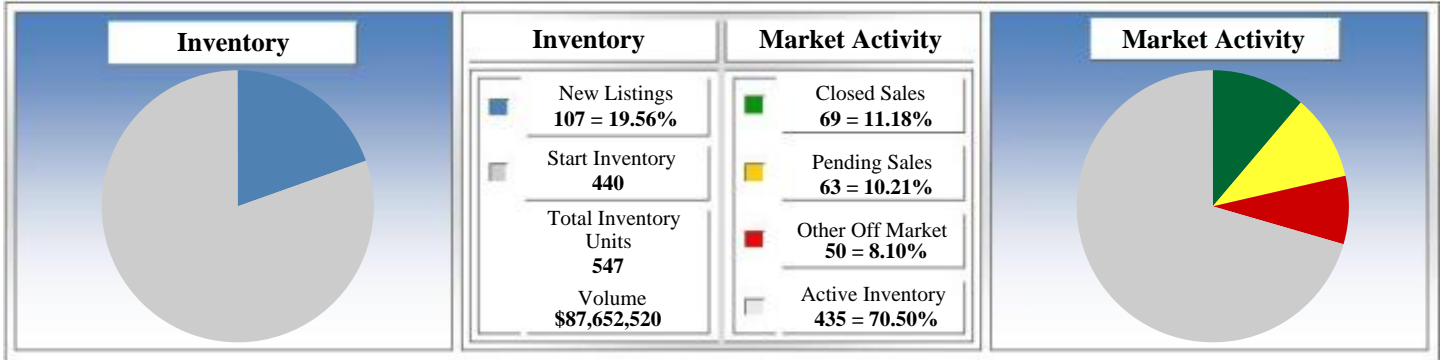 Inventory
Inventory
New Listings
107 = 19.56%
Start Inventory
440
Total Inventory
Units
547
Volume
$87,652,520
Market Activity
Closed Sales
69 = 11.18%
Pending Sales
63 = 10.21%
Other Off Market
50 = 8.10%
Active Inventory
435 = 70.50%
Market Activity